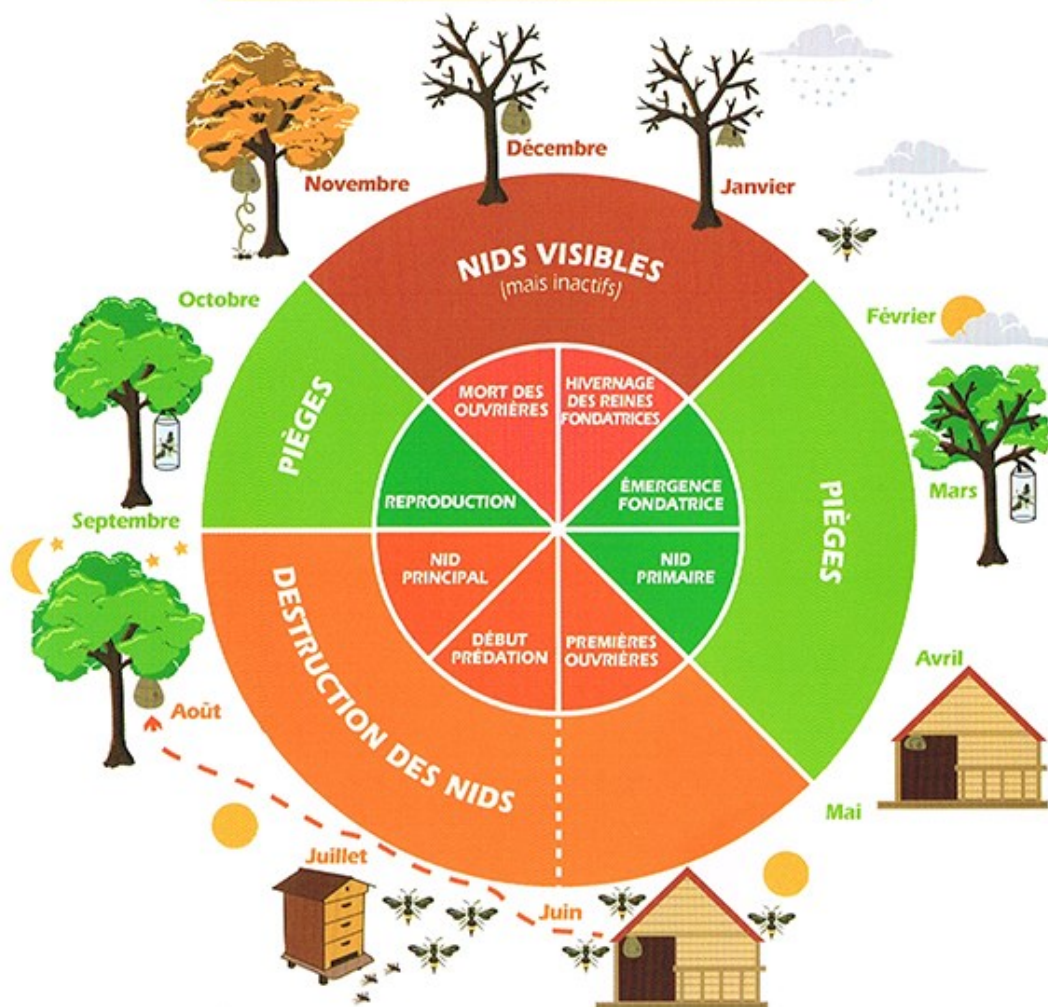 Décembre
Novembre
Janvier
NIDS VISIBLES
(mais inactifs)
Octobre
Février
MORT DES
OUVRIÈRES
HIVERNAGE
DES REINES
FONDATRICES
PIÈGES
REPRODUCTION
ÉMERGENCE
FONDATRICE
Mars
PIÈGES
Septembre
NID
PRINCIPAL
NID
PRIMAIRE
DÉBUT
PRÉDATION
PREMIÈRES
OUVRIÈRES
DESTRUCTION DES NIDS
Avril
Août
Mai
Juillet
Juin